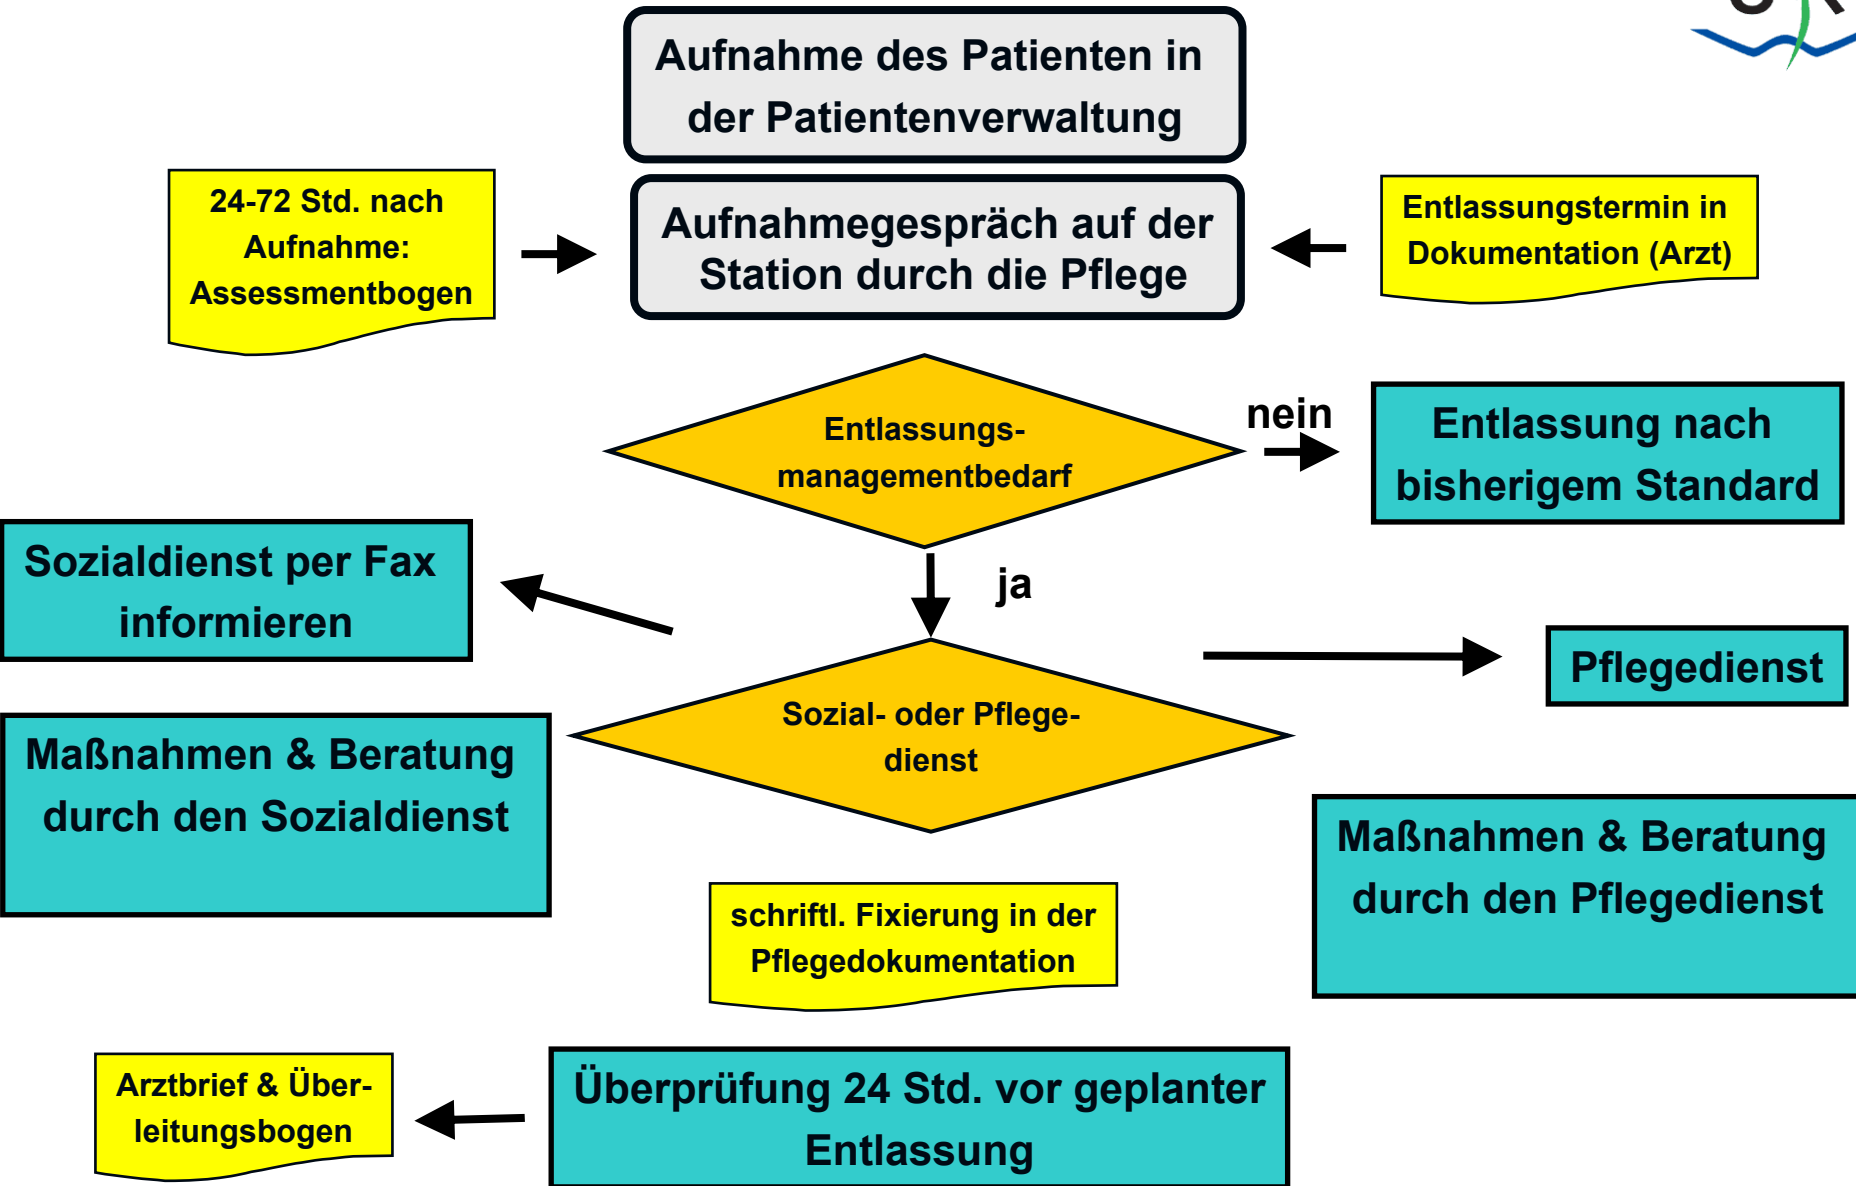 Aufnahme des Patienten in
der Patientenverwaltung
24-72 Std. nach
Aufnahme:
Assessmentbogen
Aufnahmegespräch auf der
Station durch die Pflege
Entlassungstermin in
Dokumentation (Arzt)
Entlassungs-
managementbedarf
nein
Entlassung nach
bisherigem Standard
Sozialdienst per Fax
informieren
ja
Pflegedienst
Sozial- oder Pflege-
dienst
Maßnahmen & Beratung
durch den Sozialdienst
Maßnahmen & Beratung
durch den Pflegedienst
schriftl. Fixierung in der
Pflegedokumentation
Arztbrief & Über-
leitungsbogen
Überprüfung 24 Std. vor geplanter
Entlassung